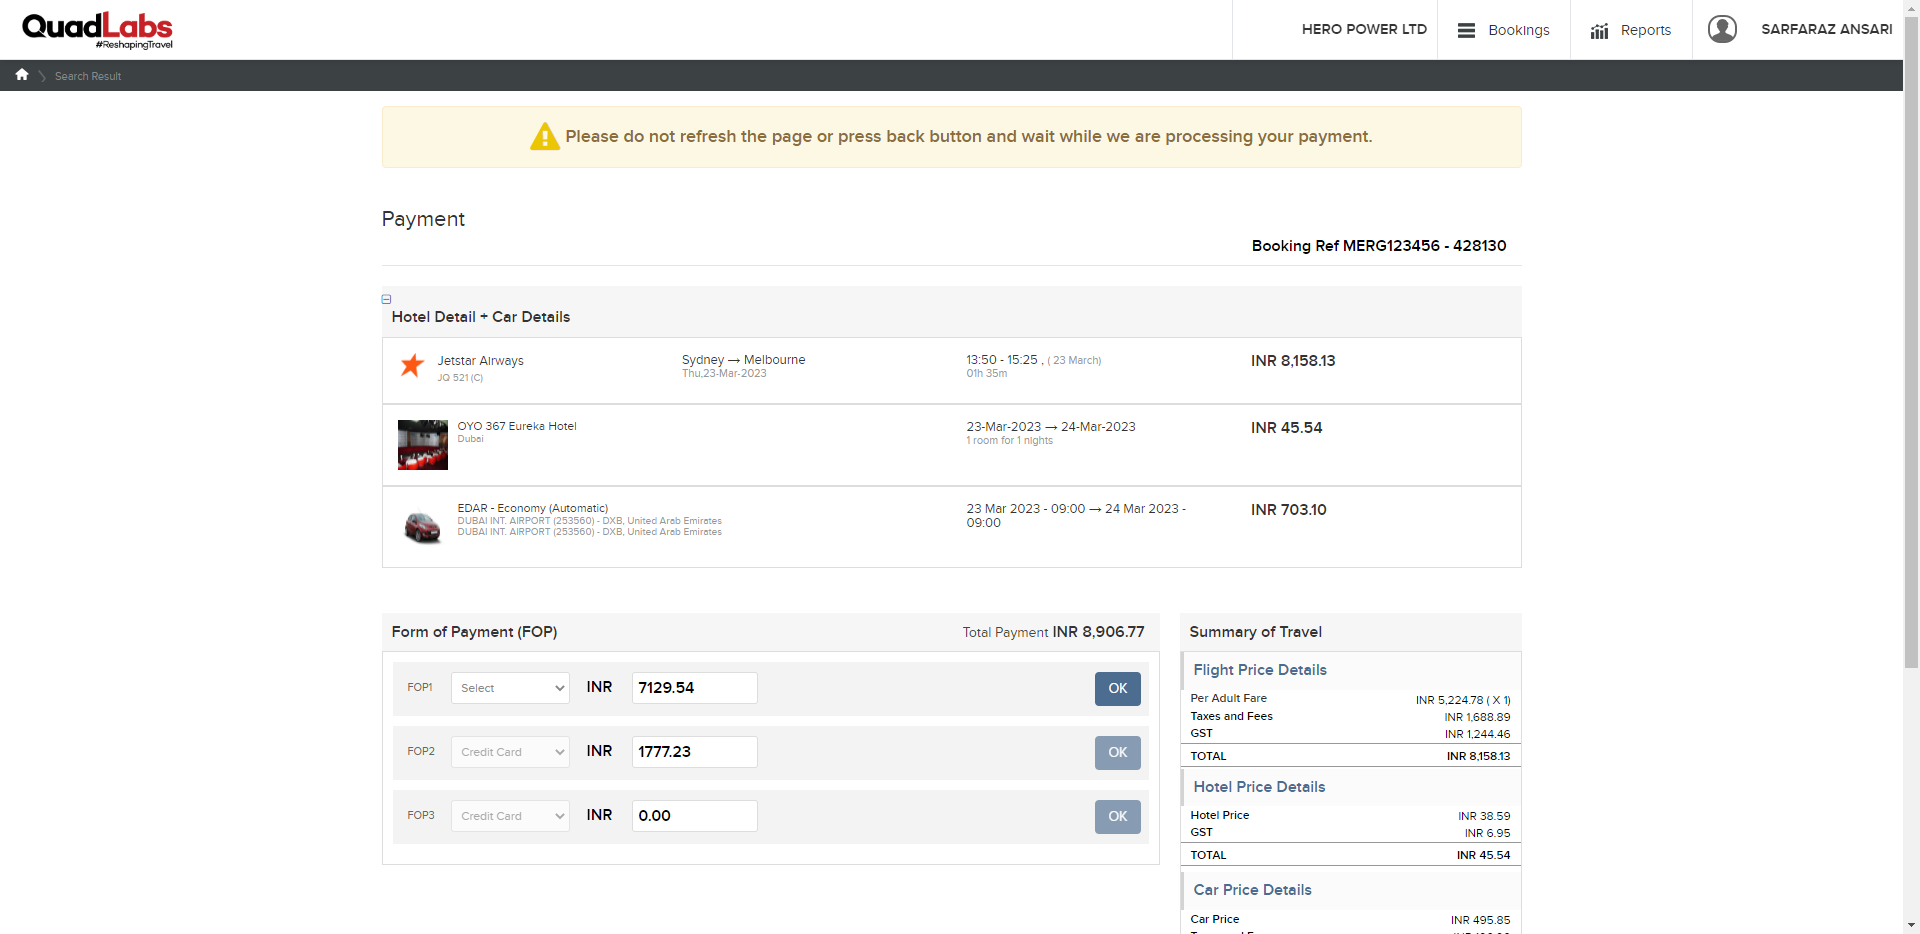 QuadLabs
#ReshapingTravel
HERO POWER LTD
Bookings
Reports
SARFARAZ ANSARI
Search Result
Please do not refresh the page or press back button and wait while we are processing your payment.
Payment
Booking Ref MERG123456 - 428130
Hotel Detail + Car Details
Jetstar Airways
JQ 521 (C)
Sydney → Melbourne
Thu,23-Mar-2023
13:50 - 15:25 , ( 23 March)
01h 35m
INR 8,158.13
OYO 367 Eureka Hotel
Dubai
23-Mar-2023 → 24-Mar-2023
1 room for 1 nights
INR 45.54
EDAR - Economy (Automatic)
DUBAI INT. AIRPORT (253560) - DXB, United Arab Emirates
DUBAI INT. AIRPORT (253560) - DXB, United Arab Emirates
23 Mar 2023 - 09:00 → 24 Mar 2023 -
09:00
INR 703.10
Form of Payment (FOP)
Total Payment INR 8,906.77
FOP1 Select INR 7129.54 OK
FOP2 Credit Card INR 1777.23 OK
FOP3 Credit Card INR 0.00 OK
Summary of Travel
Flight Price Details
Per Adult Fare INR 5,224.78 ( X 1)
Taxes and Fees INR 1,688.89
GST INR 1,244.46
TOTAL INR 8,158.13
Hotel Price Details
Hotel Price INR 38.59
GST INR 6.95
TOTAL INR 45.54
Car Price Details
Car Price INR 495.85